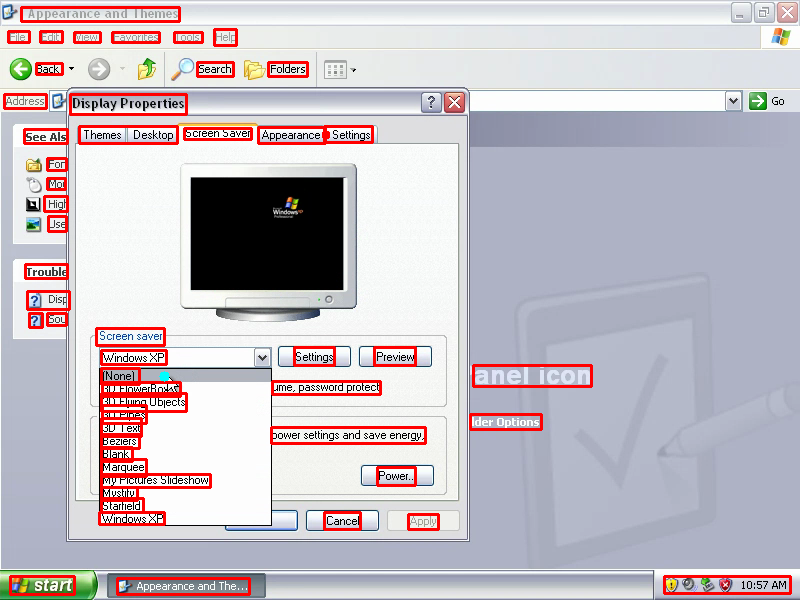 Appearance and Themes
File Edit View Favorites Tools Help
Back Search Folders
Address Go
Display Properties
Themes Desktop Screen Saver Appearance Settings
See Als
Fon
Mou
High
Use
Trouble
Disp
Sou
Windows xp
Professional
Screen saver
Windows XP Settings Preview
(None)
3D FlowerBox
3D Flying Objects
3D Pipes
3D Text
Beziers
Blank
Marquee
My Pictures Slideshow
Mystify
Starfield
Windows XP
ume, password protect
anel icon
lder Options
power settings and save energy,
Power...
Cancel Apply
start Appearance and The... 10:57 AM